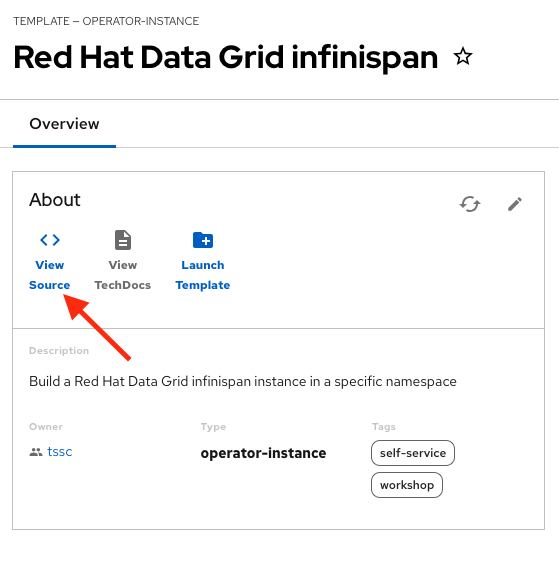 TEMPLATE — OPERATOR-INSTANCE
Red Hat Data Grid infinispan
Overview
About
View Source
View TechDocs
Launch Template
Description
Build a Red Hat Data Grid infinispan instance in a specific namespace
Owner
Type
Tags
tssc
operator-instance
self-service
workshop